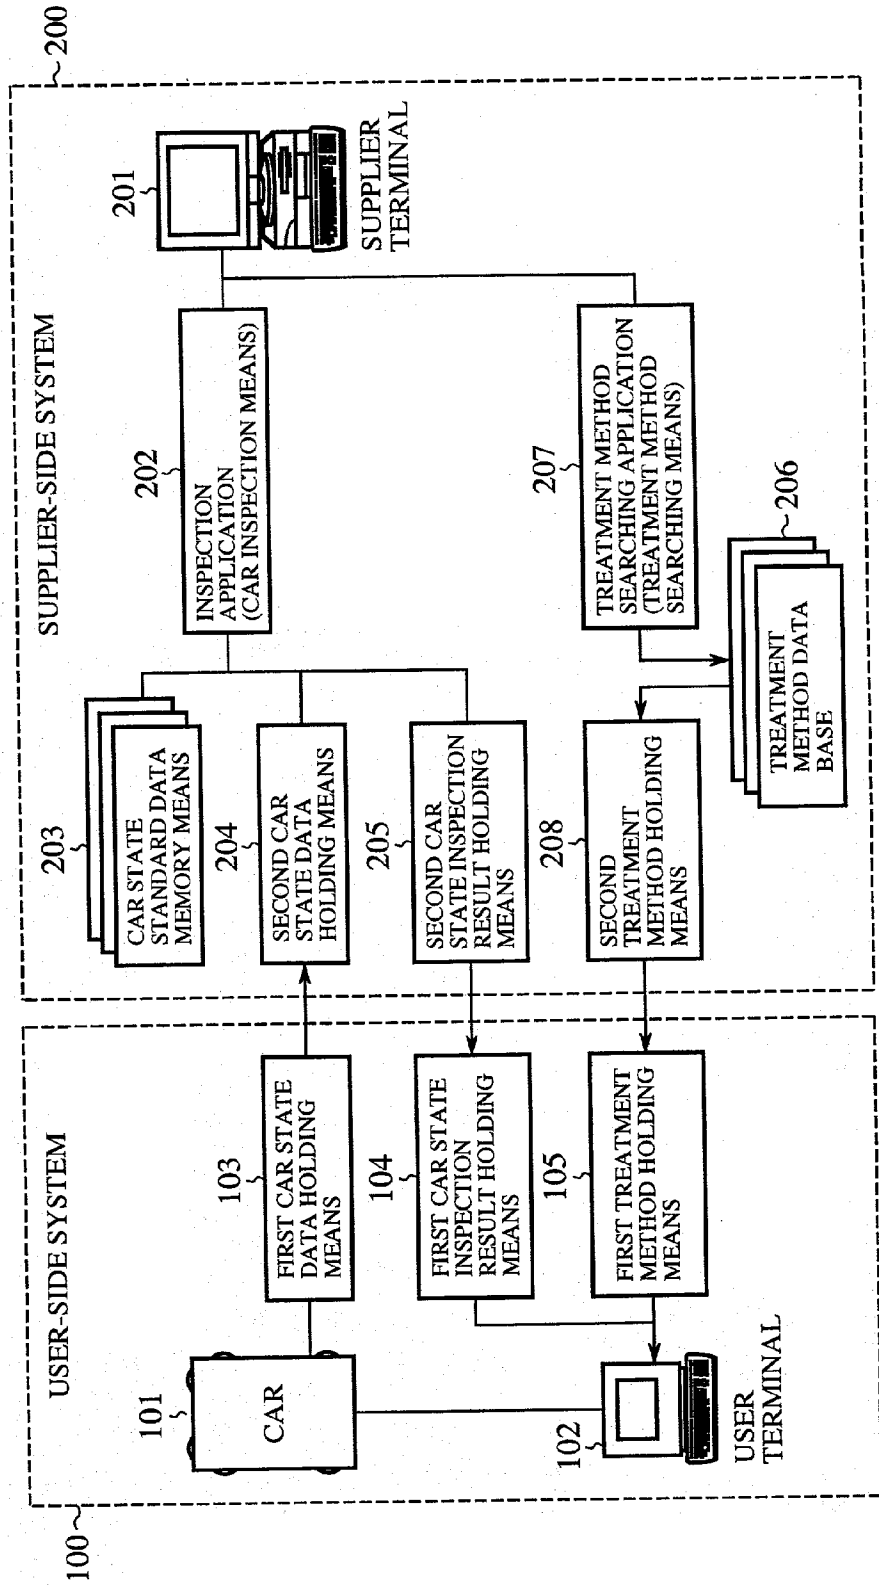 100
USER-SIDE SYSTEM
101
CAR
102
USER
TERMINAL
103
FIRST CAR STATE
DATA HOLDING
MEANS
104
FIRST CAR STATE
INSPECTION
RESULT HOLDING
MEANS
105
FIRST TREATMENT
METHOD HOLDING
MEANS
200
SUPPLIER-SIDE SYSTEM
203
CAR STATE
STANDARD DATA
MEMORY MEANS
204
SECOND CAR
STATE DATA
HOLDING MEANS
205
SECOND CAR
STATE INSPECTION
RESULT HOLDING
MEANS
208
SECOND
TREATMENT
METHOD HOLDING
MEANS
202
INSPECTION
APPLICATION
(CAR INSPECTION MEANS)
207
TREATMENT METHOD
SEARCHING APPLICATION
(TREATMENT METHOD
SEARCHING MEANS)
206
TREATMENT
METHOD DATA
BASE
201
SUPPLIER
TERMINAL